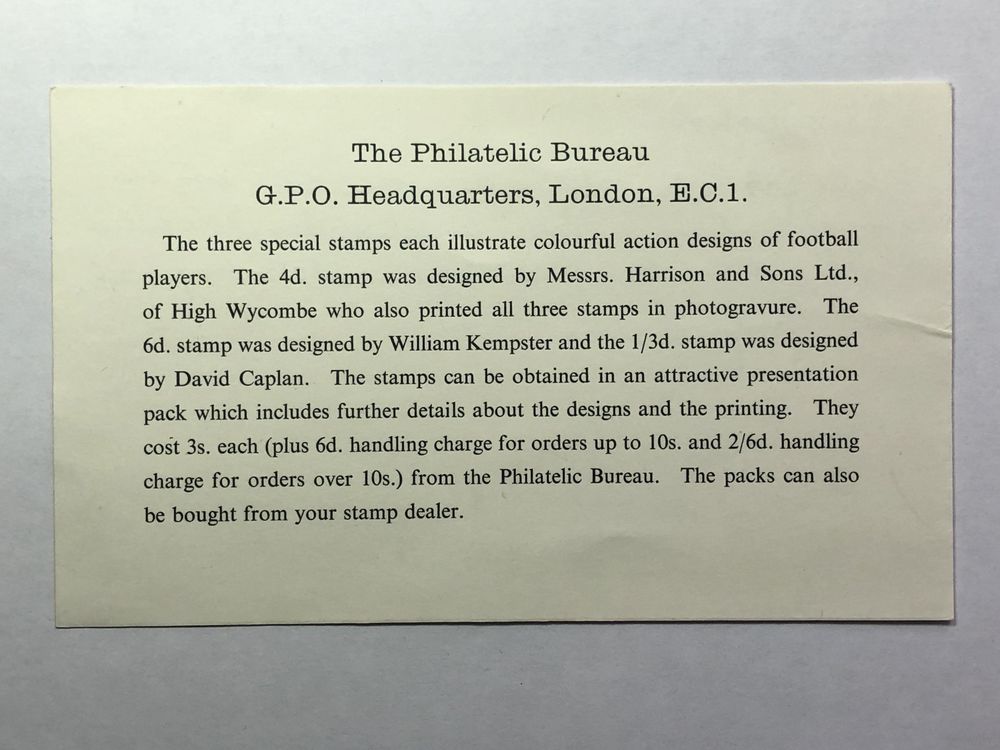 The Philatelic Bureau
G.P.O. Headquarters, London, E.C.1.
The three special stamps each illustrate colourful action designs of football
players. The 4d. stamp was designed by Messrs. Harrison and Sons Ltd.,
of High Wycombe who also printed all three stamps in photogravure. The
6d. stamp was designed by William Kempster and the 1/3d. stamp was designed
by David Caplan. The stamps can be obtained in an attractive presentation
pack which includes further details about the designs and the printing. They
cost 3s. each (plus 6d. handling charge for orders up to 10s. and 2/6d. handling
charge for orders over 10s.) from the Philatelic Bureau. The packs can also
be bought from your stamp dealer.